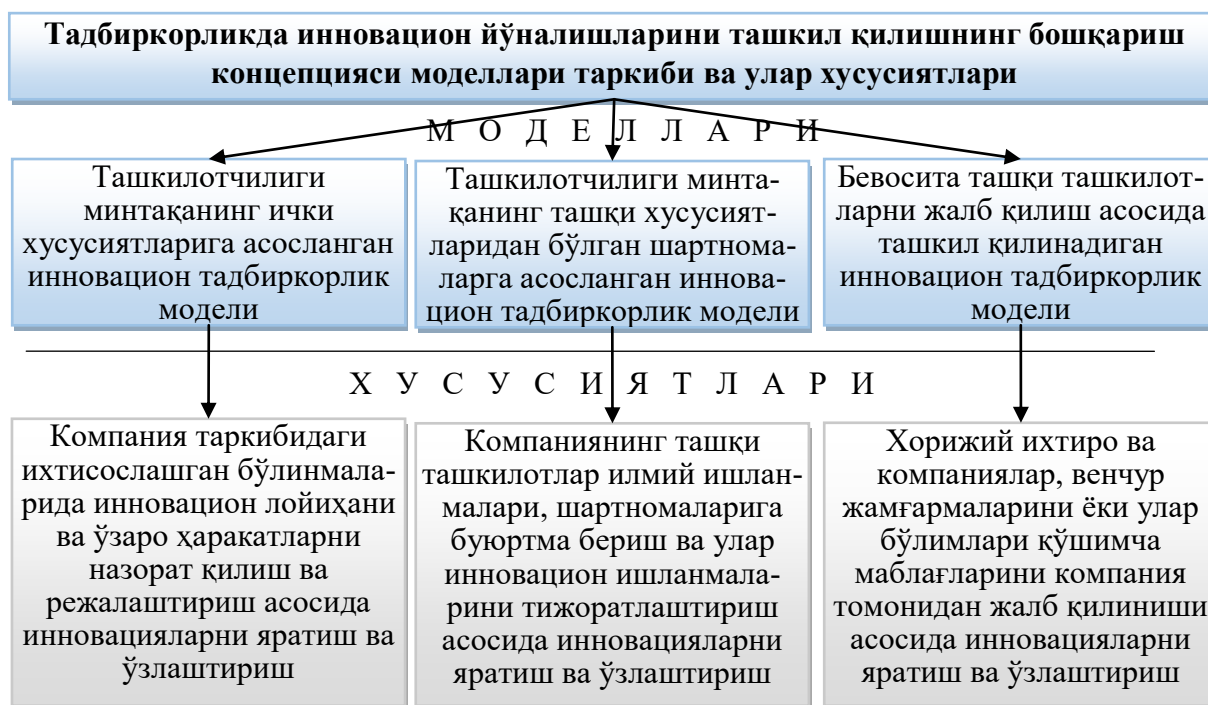 Тадбиркорликда инновацион йўналишларини ташкил қилишнинг бошқариш
концепцияси моделлари таркиби ва улар хусусиятлари
М О Д Е Л Л А Р И
Ташкилотчилиги
минтақанинг ички
хусусиятларига асосланган
инновацион тадбиркорлик
модели
Ташкилотчилиги минта-
қанинг ташқи хусусият-
ларидан бўлган шартнома-
ларга асосланган иннова-
цион тадбиркорлик модели
Бевосита ташқи ташкилот-
ларни жалб қилиш асосида
ташкил қилинадиган
инновацион тадбиркорлик
модели
Х У С У С И Я Т Л А Р И
Компания таркибидаги
ихтисослашган бўлинмала-
рида инновацион лойиҳани
ва ўзаро ҳаракатларни
назорат қилиш ва
режалаштириш асосида
инновацияларни яратиш ва
ўзлаштириш
Компаниянинг ташқи
ташкилотлар илмий ишлан-
малари, шартномаларига
буюртма бериш ва улар
инновацион ишланмала-
рини тижоратлаштириш
асосида инновацияларни
яратиш ва ўзлаштириш
Хорижий ихтиро ва
компаниялар, венчур
жамғармаларини ёки улар
бўлимлари қўшимча
маблағларини компания
томонидан жалб қилиниши
асосида инновацияларни
яратиш ва ўзлаштириш